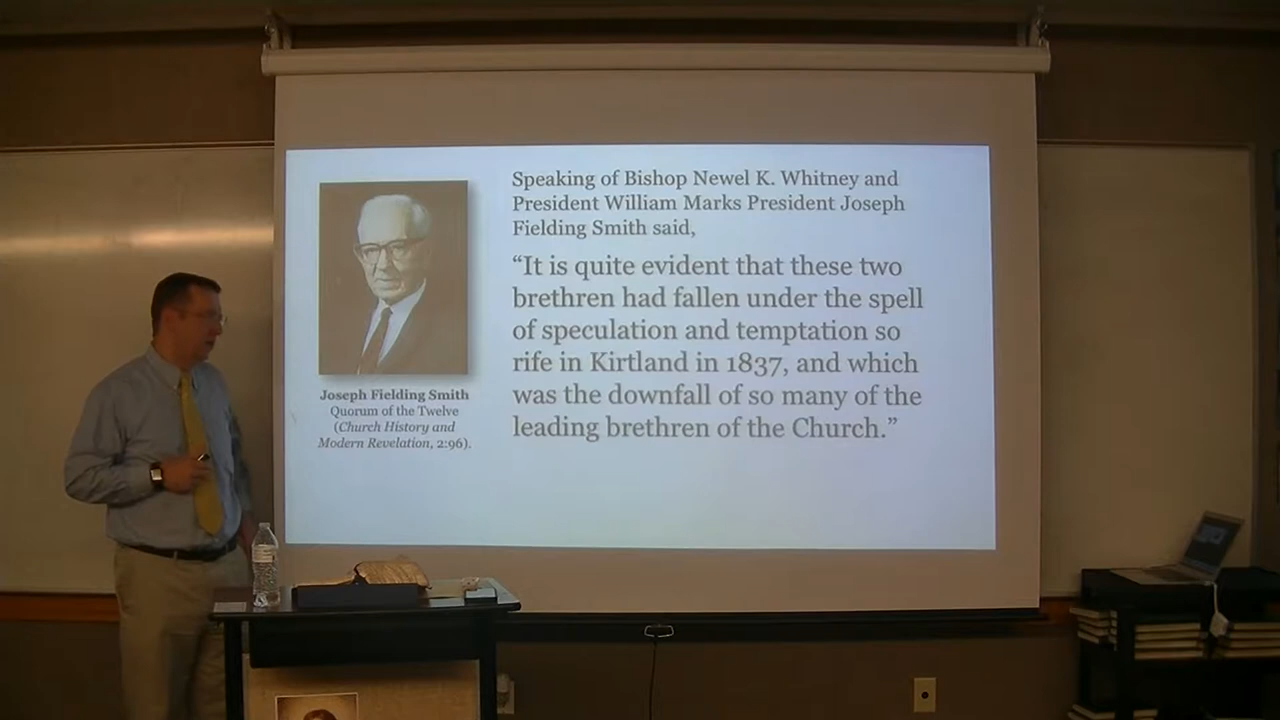 Speaking of Bishop Newel K. Whitney and
President William Marks President Joseph
Fielding Smith said,
“It is quite evident that these two
brethren had fallen under the spell
of speculation and temptation so
rife in Kirtland in 1837, and which
was the downfall of so many of the
leading brethren of the Church.”
Joseph Fielding Smith
Quorum of the Twelve
(Church History and
Modern Revelation, 2:96).